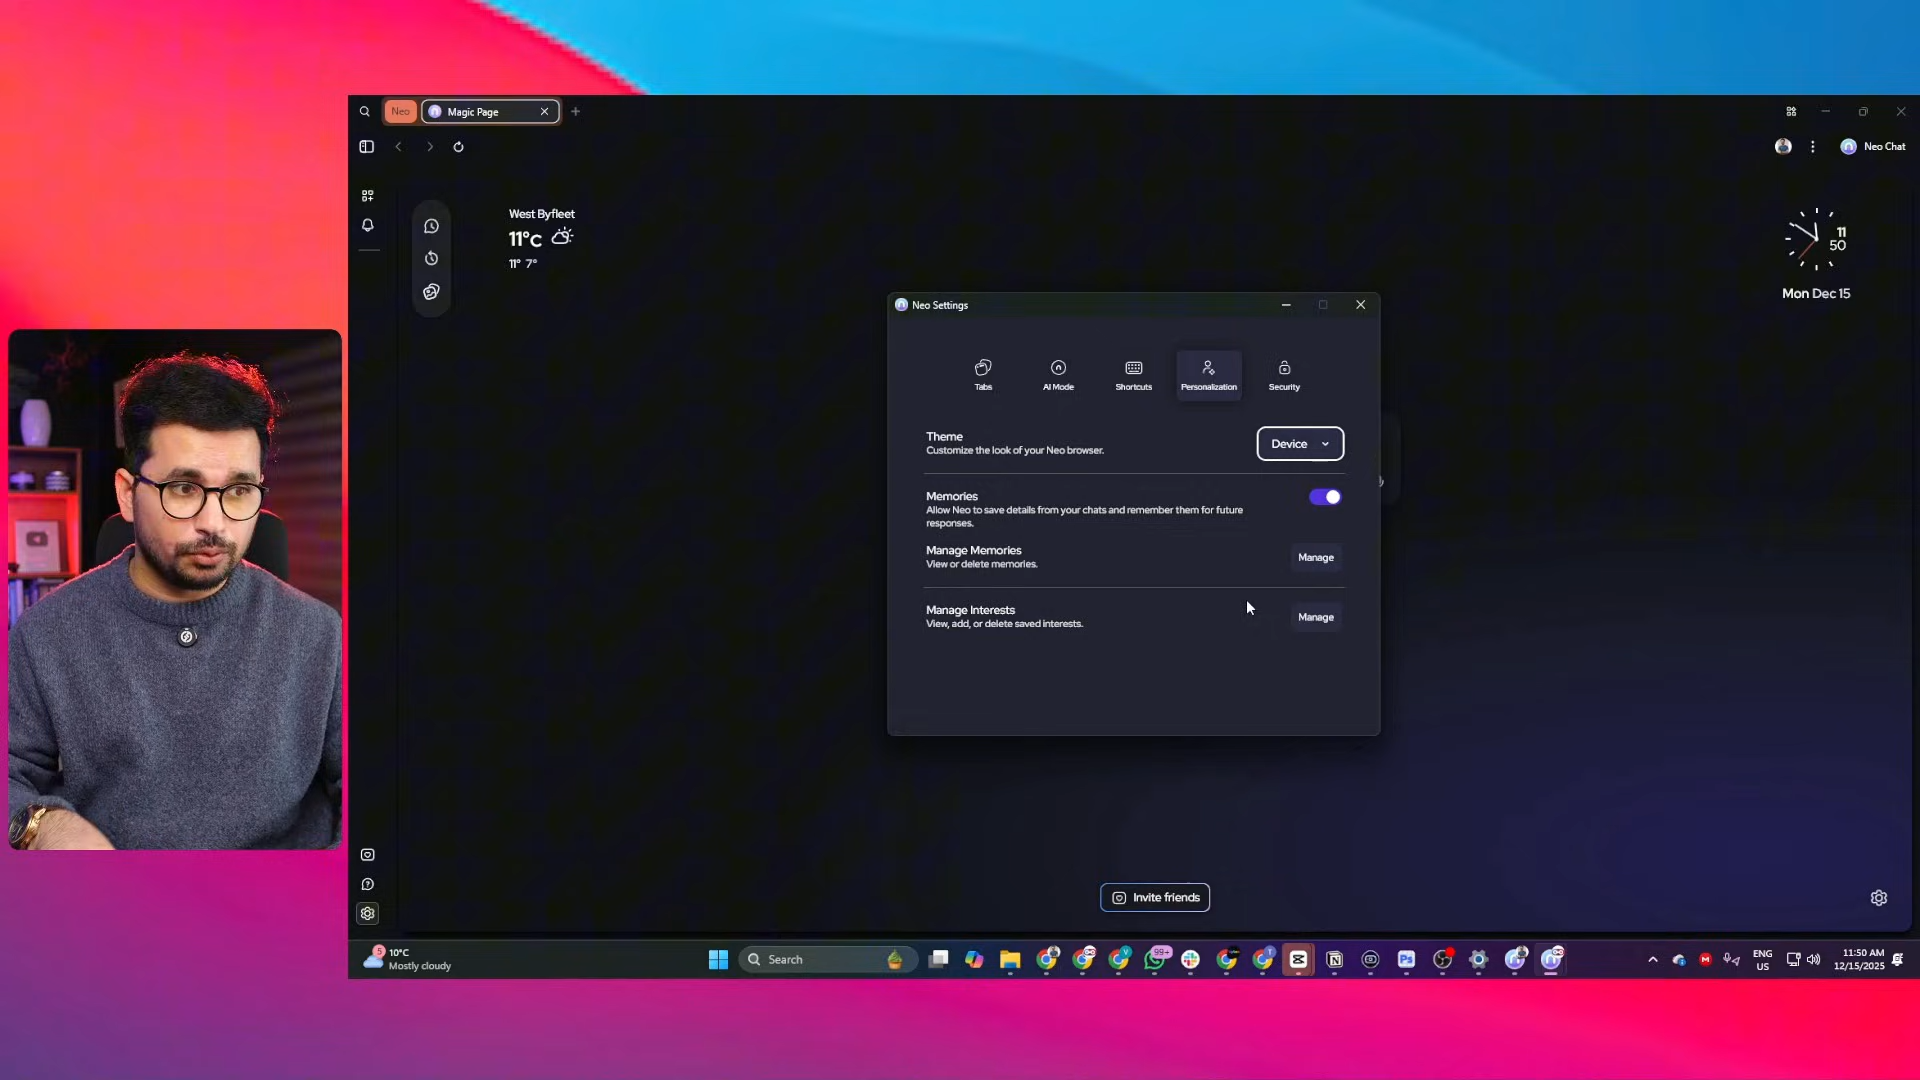 Neo
Magic Page
Neo Chat
West Byfleet
11°C
11° 7°
11
50
Mon Dec 15
Neo Settings
Tabs
AI Mode
Shortcuts
Personalization
Security
Theme
Customize the look of your Neo browser.
Device
Memories
Allow Neo to save details from your chats and remember them for future
responses.
Manage Memories
View or delete memories.
Manage
Manage Interests
View, add, or delete saved interests.
Manage
Invite friends
5
10°C
Mostly cloudy
Search
99+
Ps
ENG
US
11:50 AM
12/15/2025